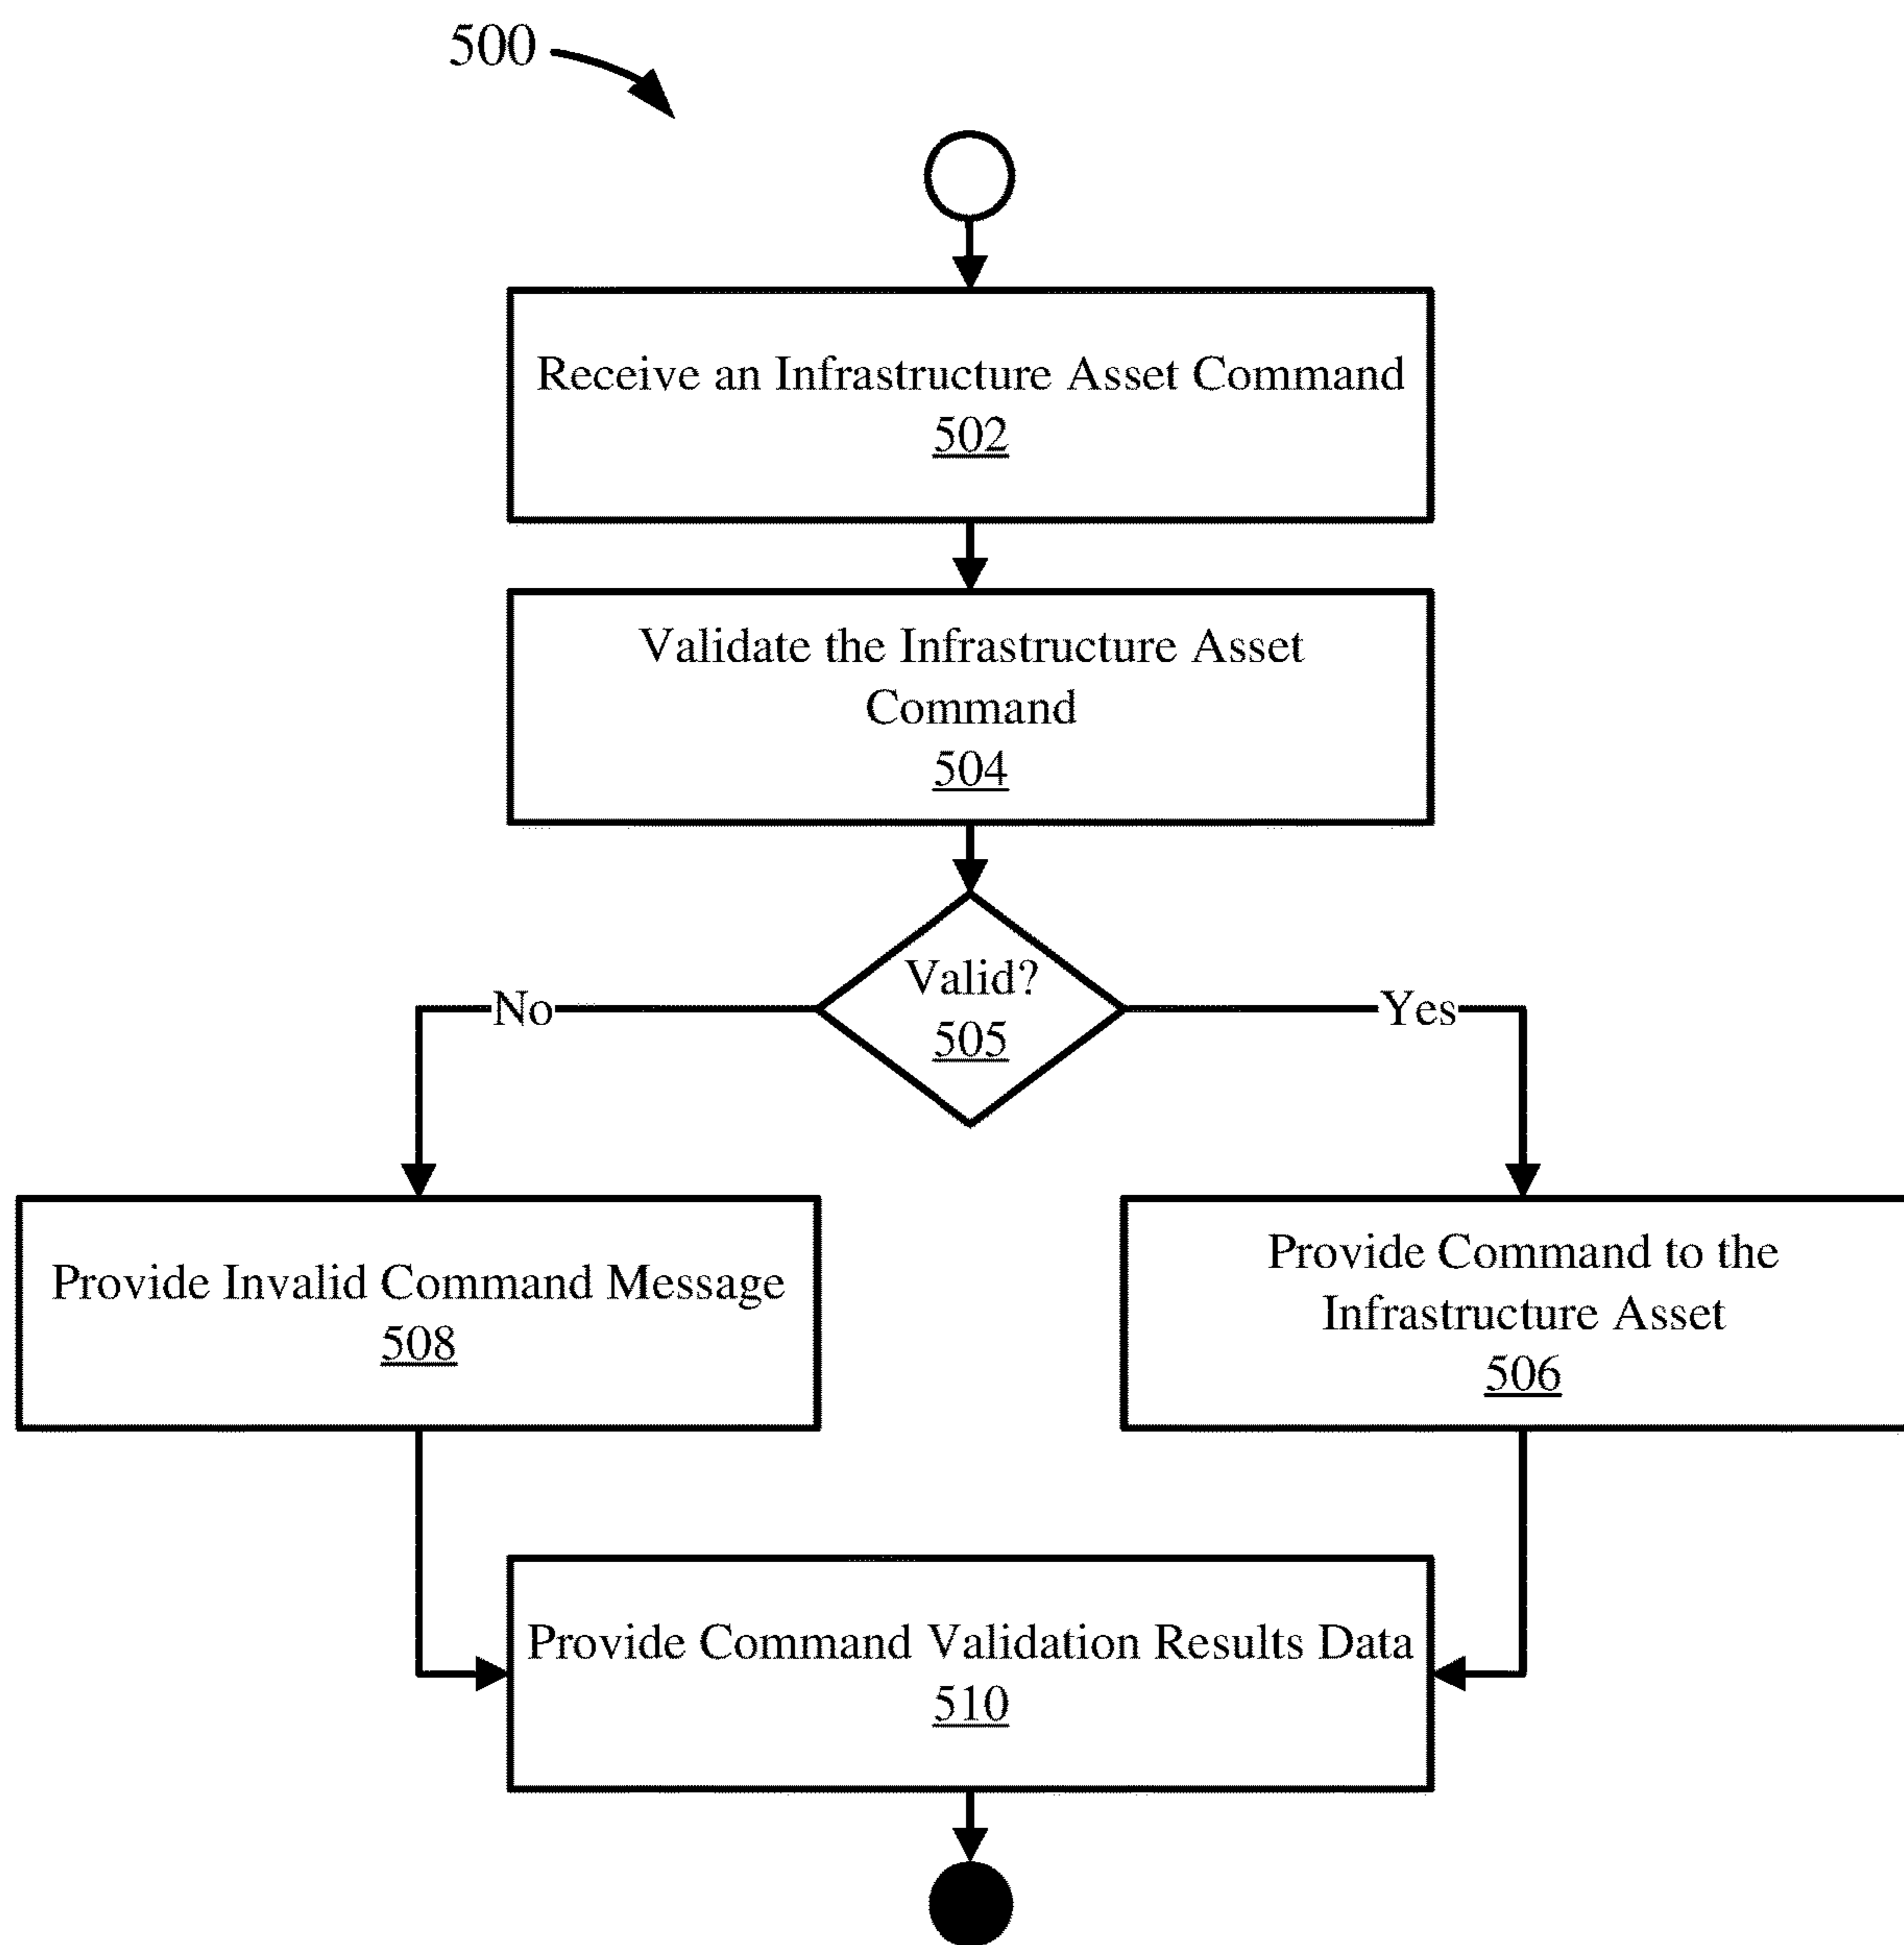 500
Receive an Infrastructure Asset Command
502
Validate the Infrastructure Asset
Command
504
Valid?
505
No
Yes
Provide Invalid Command Message
508
Provide Command to the
Infrastructure Asset
506
Provide Command Validation Results Data
510